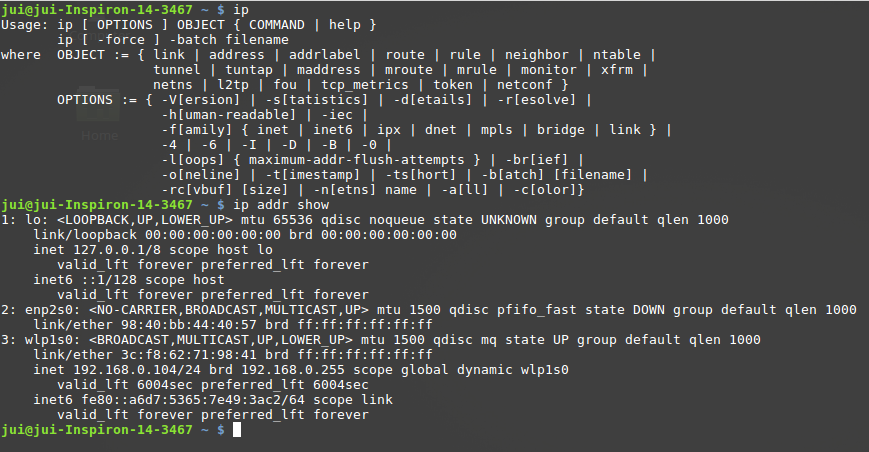 jui@jui-Inspiron-14-3467 ~ $ ip
Usage: ip [ OPTIONS ] OBJECT { COMMAND | help }
       ip [ -force ] -batch filename
where  OBJECT := { link | address | addrlabel | route | rule | neighbor | ntable |
                   tunnel | tuntap | maddress | mroute | mrule | monitor | xfrm |
                   netns | l2tp | fou | tcp_metrics | token | netconf }
       OPTIONS := { -V[ersion] | -s[tatistics] | -d[etails] | -r[esolve] |
                    -h[uman-readable] | -iec |
                    -f[amily] { inet | inet6 | ipx | dnet | mpls | bridge | link } |
                    -4 | -6 | -I | -D | -B | -0 |
                    -l[oops] { maximum-addr-flush-attempts } | -br[ief] |
                    -o[neline] | -t[imestamp] | -ts[hort] | -b[atch] [filename] |
                    -rc[vbuf] [size] | -n[etns] name | -a[ll] | -c[olor]}
Home
jui@jui-Inspiron-14-3467 ~ $ ip addr show
1: lo: <LOOPBACK,UP,LOWER_UP> mtu 65536 qdisc noqueue state UNKNOWN group default qlen 1000
    link/loopback 00:00:00:00:00:00 brd 00:00:00:00:00:00
    inet 127.0.0.1/8 scope host lo
       valid_lft forever preferred_lft forever
    inet6 ::1/128 scope host
       valid_lft forever preferred_lft forever
2: enp2s0: <NO-CARRIER,BROADCAST,MULTICAST,UP> mtu 1500 qdisc pfifo_fast state DOWN group default qlen 1000
    link/ether 98:40:bb:44:40:57 brd ff:ff:ff:ff:ff:ff
3: wlp1s0: <BROADCAST,MULTICAST,UP,LOWER_UP> mtu 1500 qdisc mq state UP group default qlen 1000
    link/ether 3c:f8:62:71:98:41 brd ff:ff:ff:ff:ff:ff
    inet 192.168.0.104/24 brd 192.168.0.255 scope global dynamic wlp1s0
       valid_lft 6004sec preferred_lft 6004sec
    inet6 fe80::a6d7:5365:7e49:3ac2/64 scope link
       valid_lft forever preferred_lft forever
jui@jui-Inspiron-14-3467 ~ $